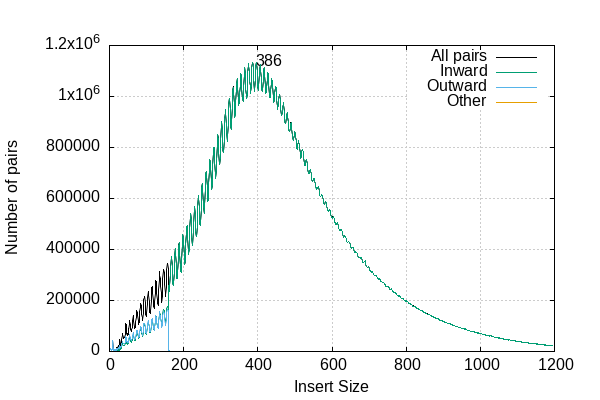 1.2x10^6
1x10^6
800000
600000
400000
200000
0
0 200 400 600 800 1000 1200
Number of pairs
Insert Size
386
All pairs
Inward
Outward
Other